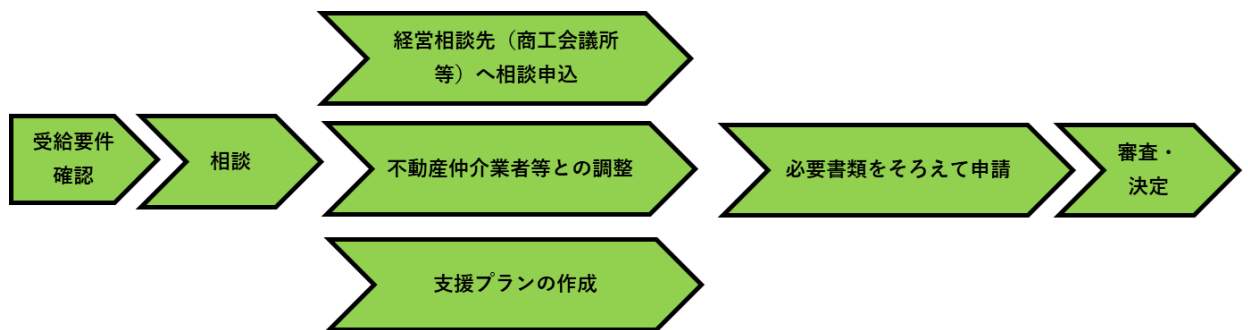 受給要件
確認
相談
経営相談先（商工会議所
等）へ相談申込
不動産仲介業者等との調整
支援プランの作成
必要書類をそろえて申請
審査・
決定